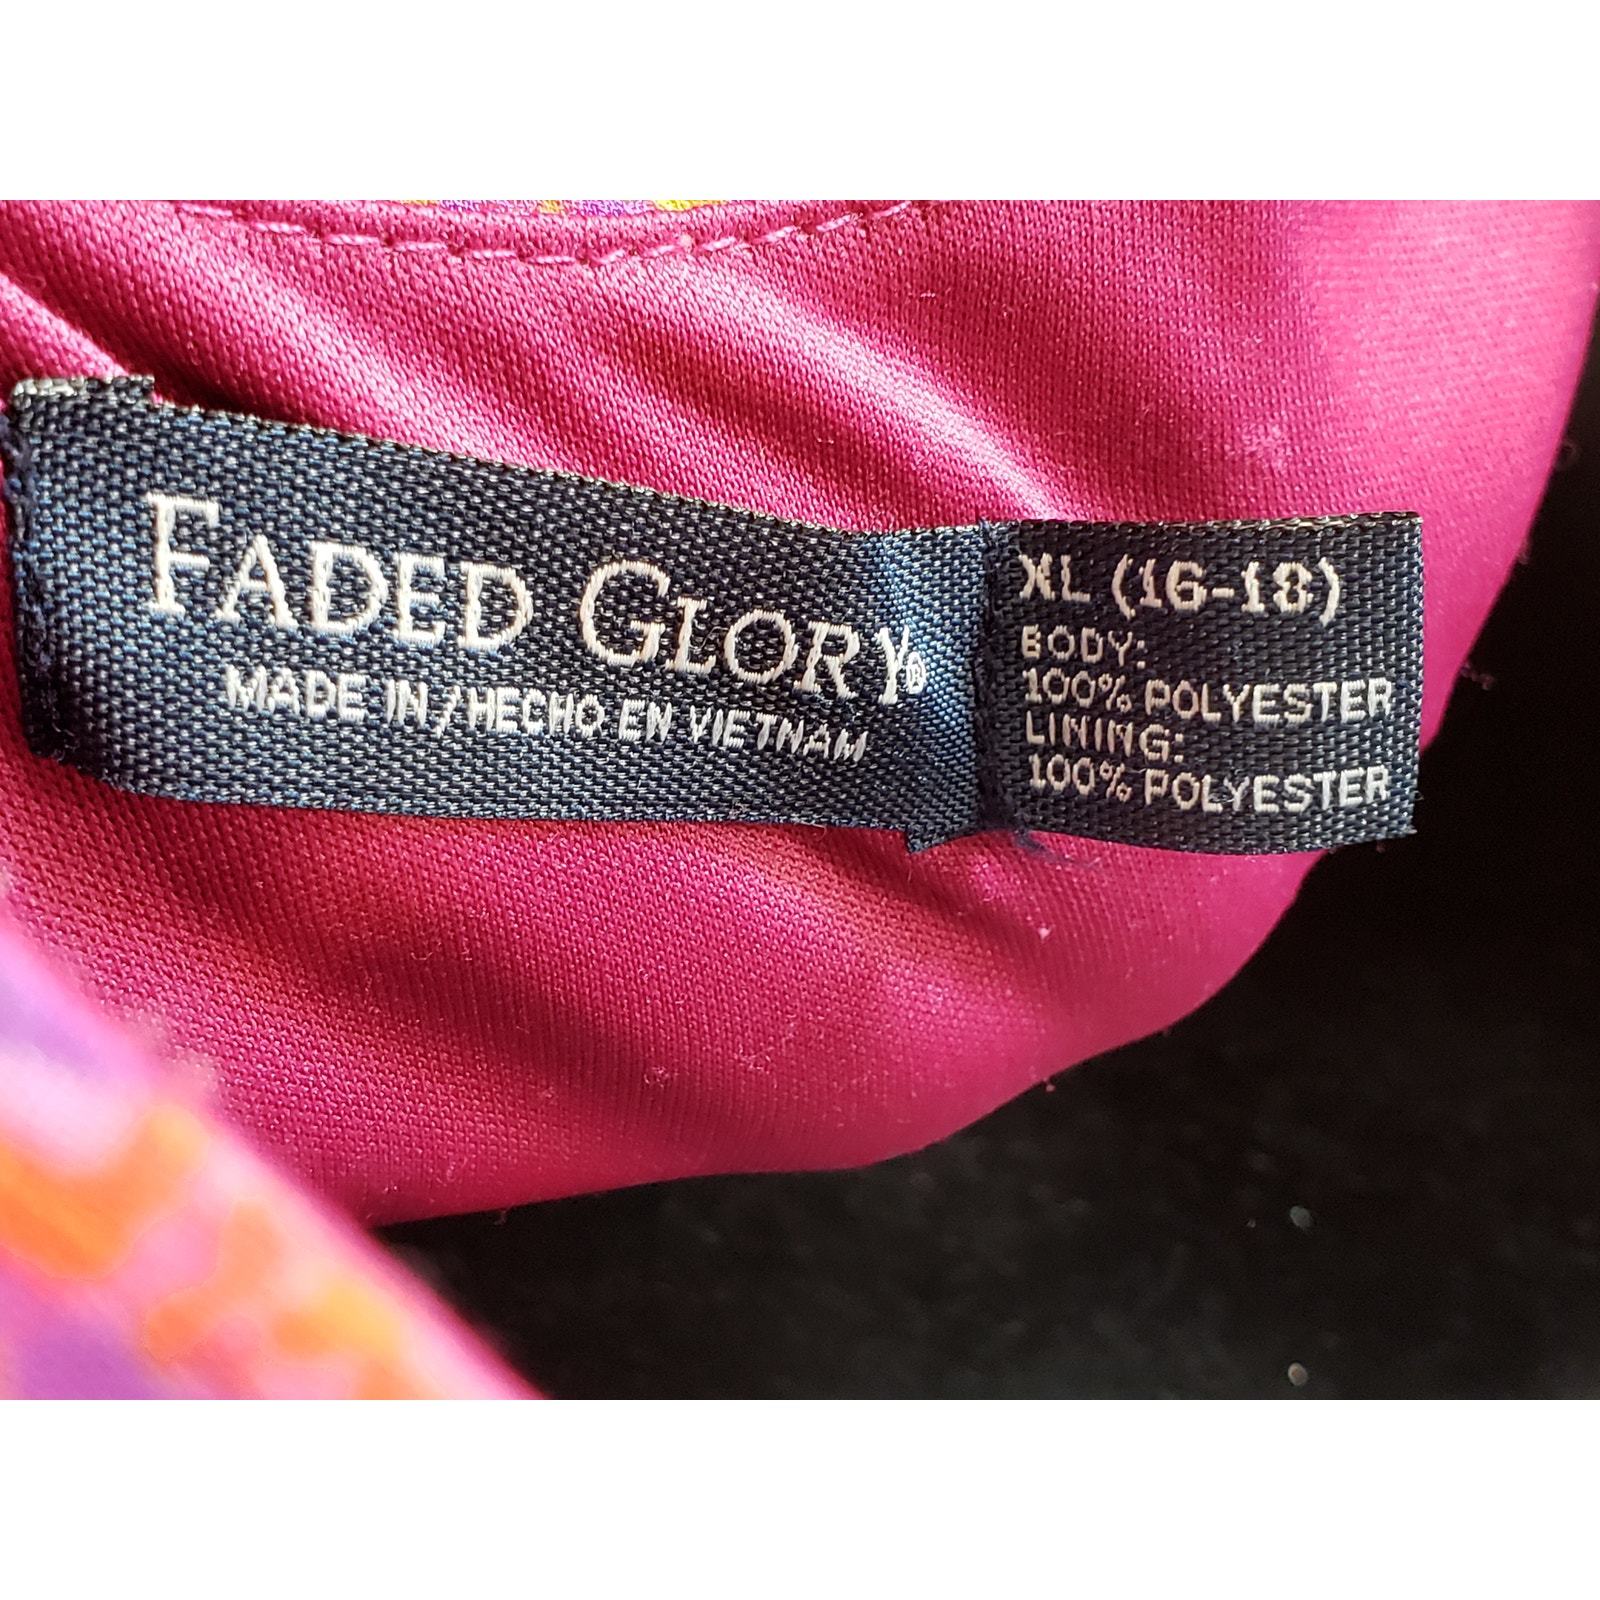 FADED GLORY®
MADE IN / HECHO EN VIETNAM
XL (16-18)
BODY:
100% POLYESTER
LINING:
100% POLYESTER